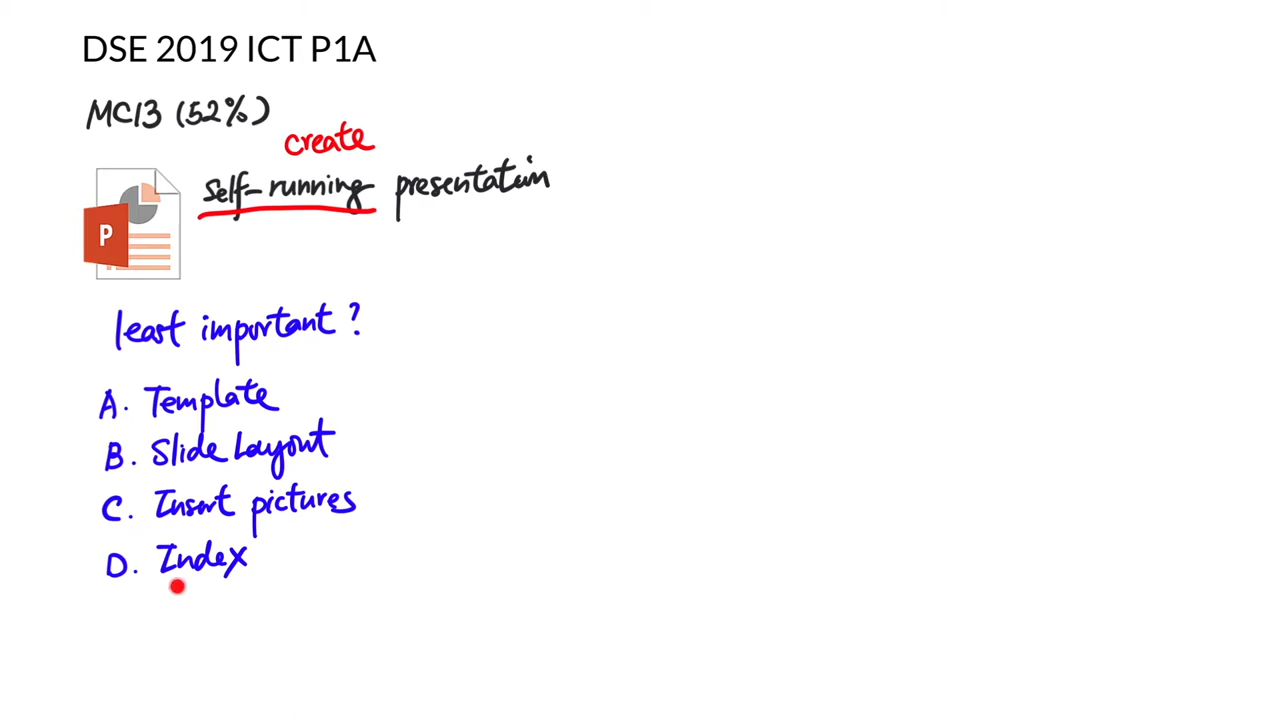 DSE 2019 ICT P1A
MC13 (52%)
create
self-running presentation
P
least important?
A. Template
B. Slide Layout
C. Insert pictures
D. Index